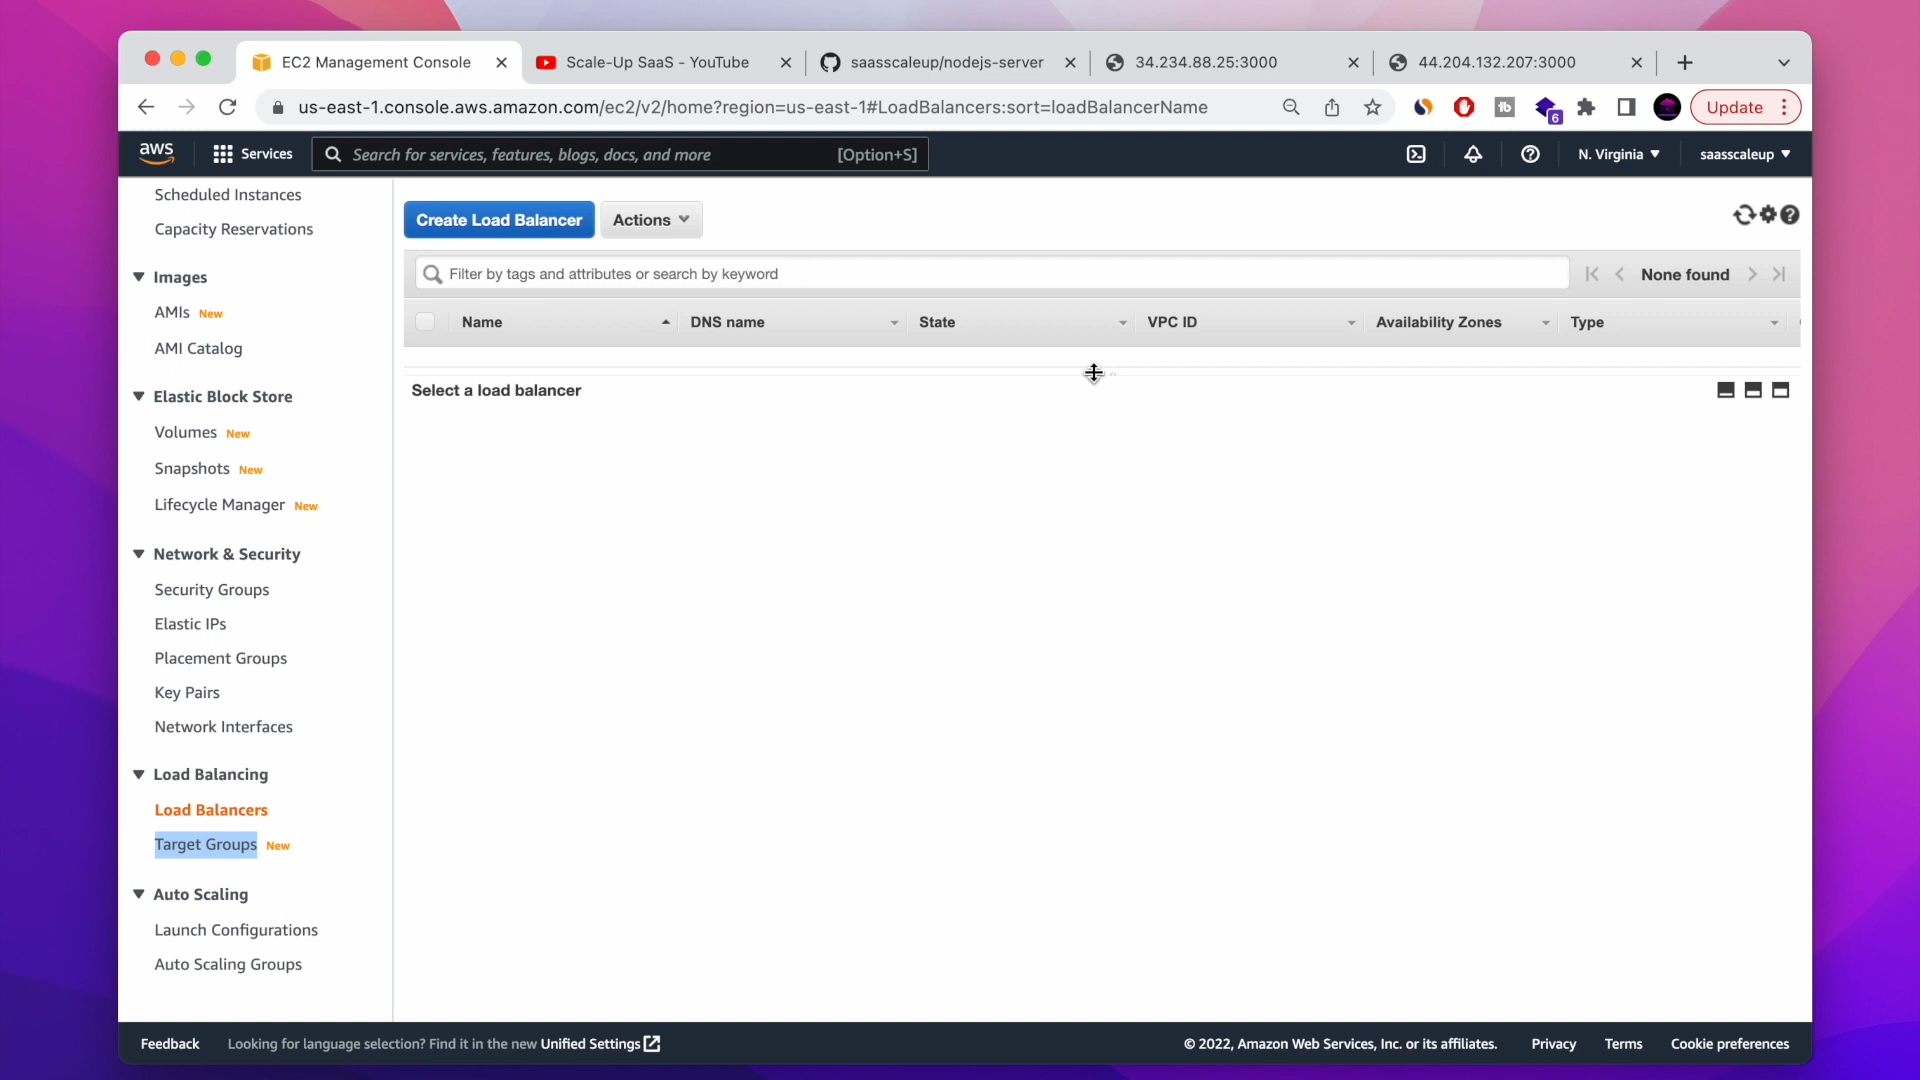 EC2 Management Console
Scale-Up SaaS - YouTube
saasscaleup/nodejs-server
34.234.88.25:3000
44.204.132.207:3000
us-east-1.console.aws.amazon.com/ec2/v2/home?region=us-east-1#LoadBalancers:sort=loadBalancerName
tb
6
Update
aws
Services
Search for services, features, blogs, docs, and more
[Option+S]
N. Virginia
saasscaleup
Scheduled Instances
Capacity Reservations
Images
AMIs New
AMI Catalog
Elastic Block Store
Volumes New
Snapshots New
Lifecycle Manager New
Network & Security
Security Groups
Elastic IPs
Placement Groups
Key Pairs
Network Interfaces
Load Balancing
Load Balancers
Target Groups New
Auto Scaling
Launch Configurations
Auto Scaling Groups
Create Load Balancer
Actions
Filter by tags and attributes or search by keyword
None found
Name
DNS name
State
VPC ID
Availability Zones
Type
Select a load balancer
Feedback
Looking for language selection? Find it in the new Unified Settings
© 2022, Amazon Web Services, Inc. or its affiliates.
Privacy
Terms
Cookie preferences